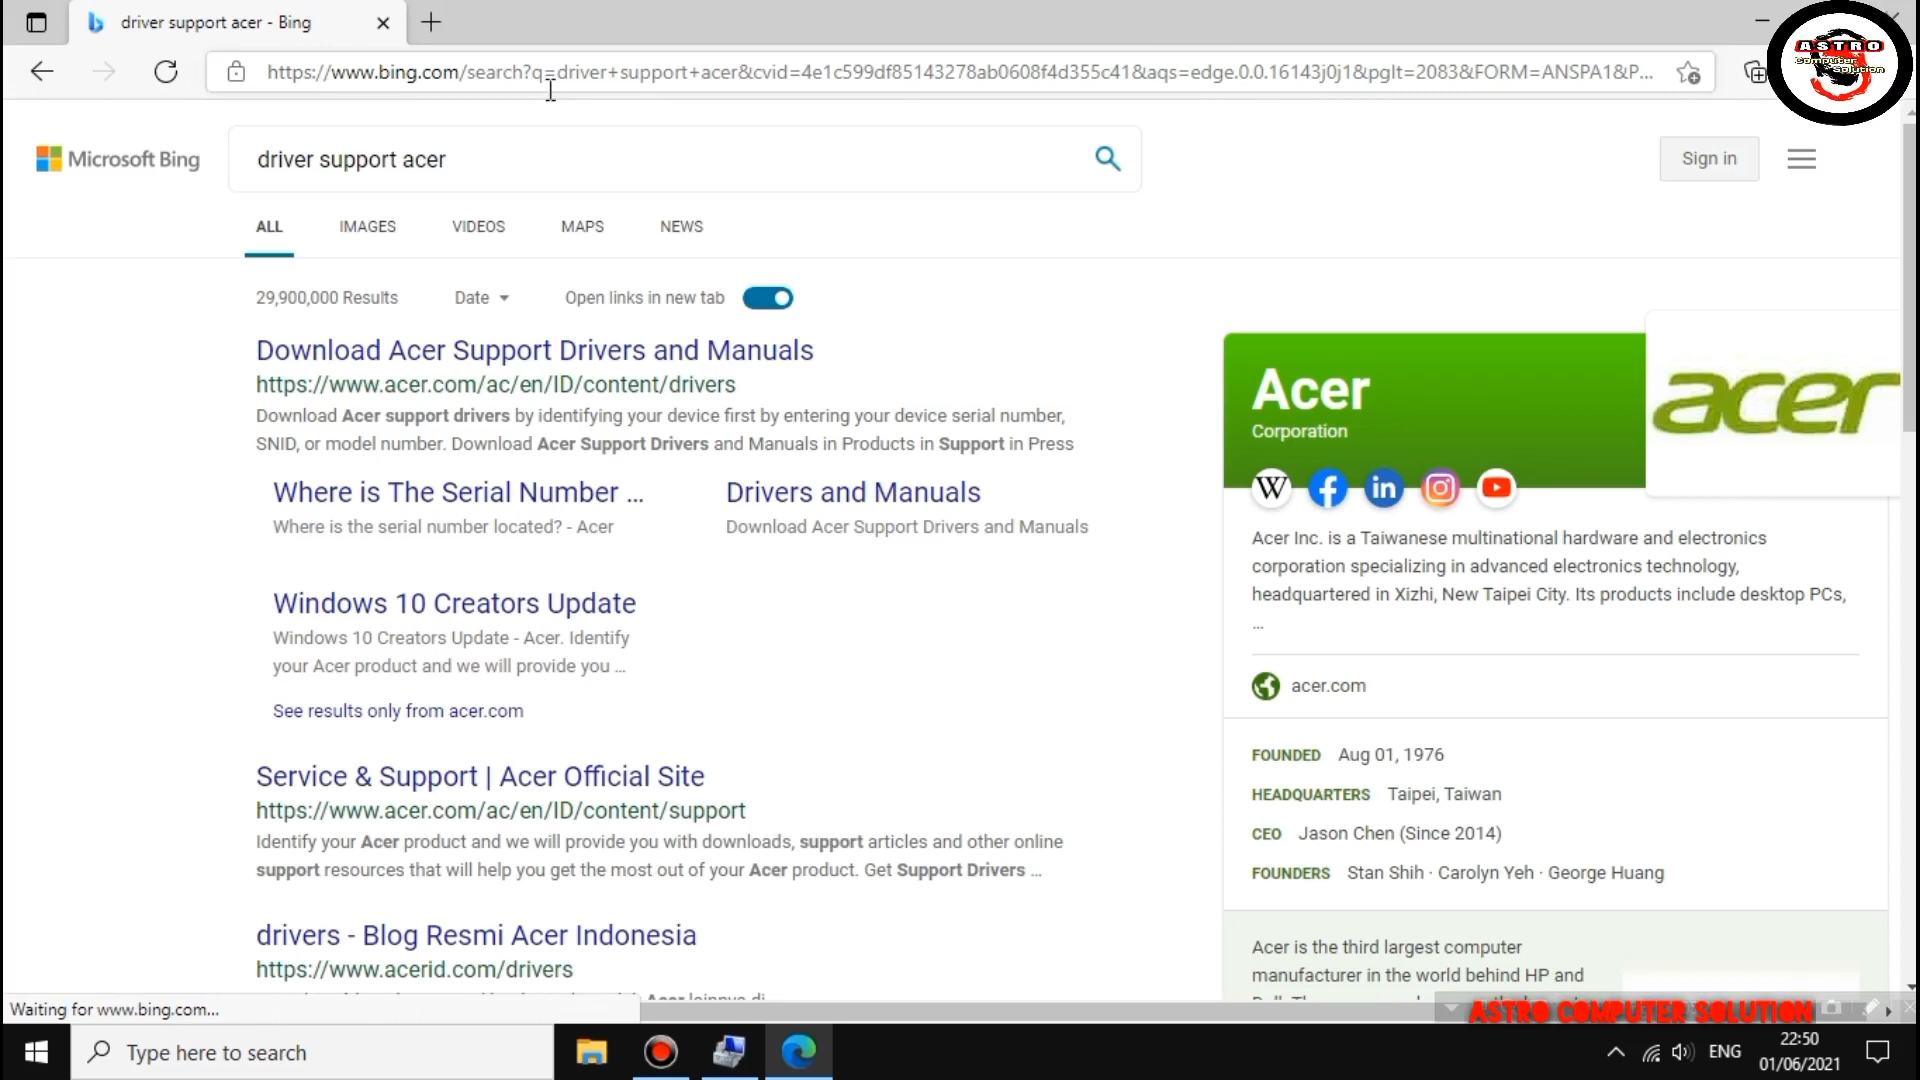 driver support acer - Bing
ASTRO
Computer
Solution
https://www.bing.com/search?q=driver+support+acer&cvid=4e1c599df85143278ab0608f4d355c41&aqs=edge.0.0.16143j0j1&pglt=2083&FORM=ANSPA1&P...
Microsoft Bing
driver support acer
Sign in
ALL
IMAGES
VIDEOS
MAPS
NEWS
29,900,000 Results
Date
Open links in new tab
Download Acer Support Drivers and Manuals
https://www.acer.com/ac/en/ID/content/drivers
Download Acer support drivers by identifying your device first by entering your device serial number,
SNID, or model number. Download Acer Support Drivers and Manuals in Products in Support in Press
Where is The Serial Number ...
Where is the serial number located? - Acer
Drivers and Manuals
Download Acer Support Drivers and Manuals
Windows 10 Creators Update
Windows 10 Creators Update - Acer. Identify
your Acer product and we will provide you ...
See results only from acer.com
Service & Support | Acer Official Site
https://www.acer.com/ac/en/ID/content/support
Identify your Acer product and we will provide you with downloads, support articles and other online
support resources that will help you get the most out of your Acer product. Get Support Drivers ...
drivers - Blog Resmi Acer Indonesia
https://www.acerid.com/drivers
Acer
Corporation
acer
W
in
Acer Inc. is a Taiwanese multinational hardware and electronics
corporation specializing in advanced electronics technology,
headquartered in Xizhi, New Taipei City. Its products include desktop PCs,
...
acer.com
FOUNDED Aug 01, 1976
HEADQUARTERS Taipei, Taiwan
CEO Jason Chen (Since 2014)
FOUNDERS Stan Shih · Carolyn Yeh · George Huang
Acer is the third largest computer
manufacturer in the world behind HP and
Waiting for www.bing.com...
ASTRO COMPUTER SOLUTION
Type here to search
ENG
22:50
01/06/2021